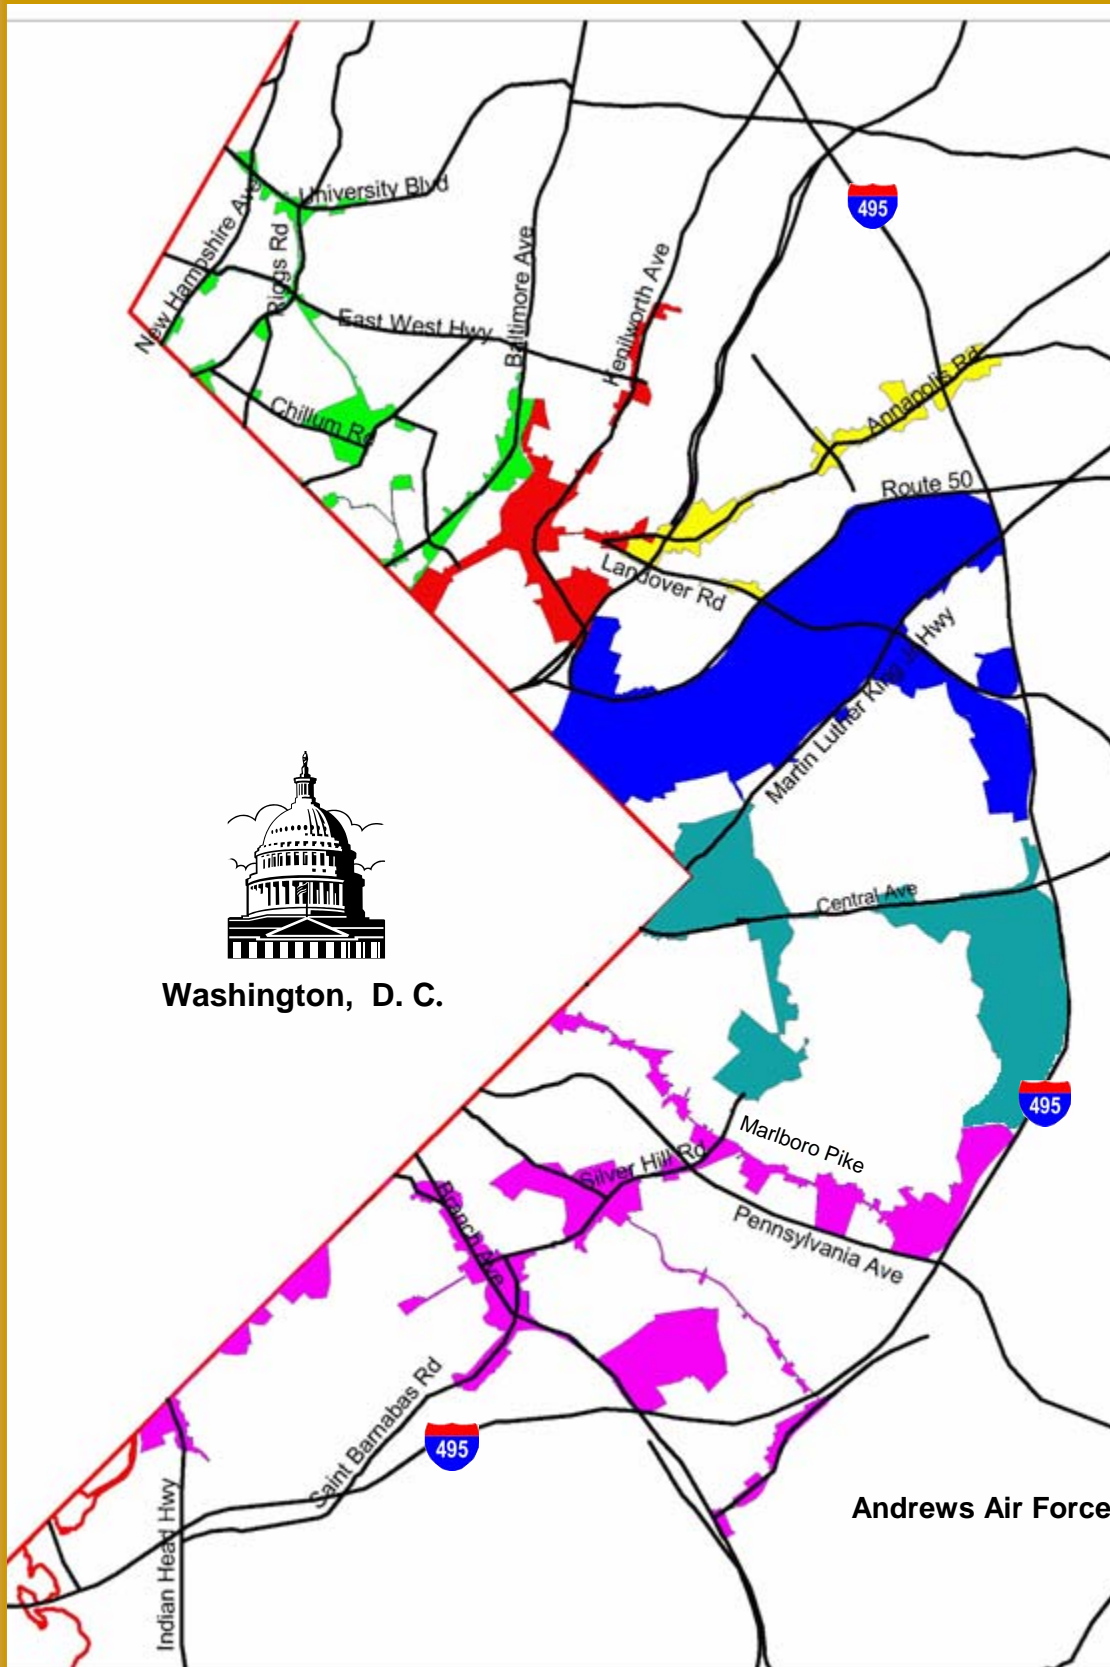 495
University Blvd
New Hampshire Ave
Riggs Rd
Baltimore Ave
Kenilworth Ave
East West Hwy
Chillum Rd
Annapolis Rd
Route 50
Landover Rd
Martin Luther King Jr Hwy
Central Ave
Washington, D. C.
495
Marlboro Pike
Silver Hill Rd
Branch Ave
Pennsylvania Ave
Saint Barnabas Rd
495
Indian Head Hwy
Andrews Air Force